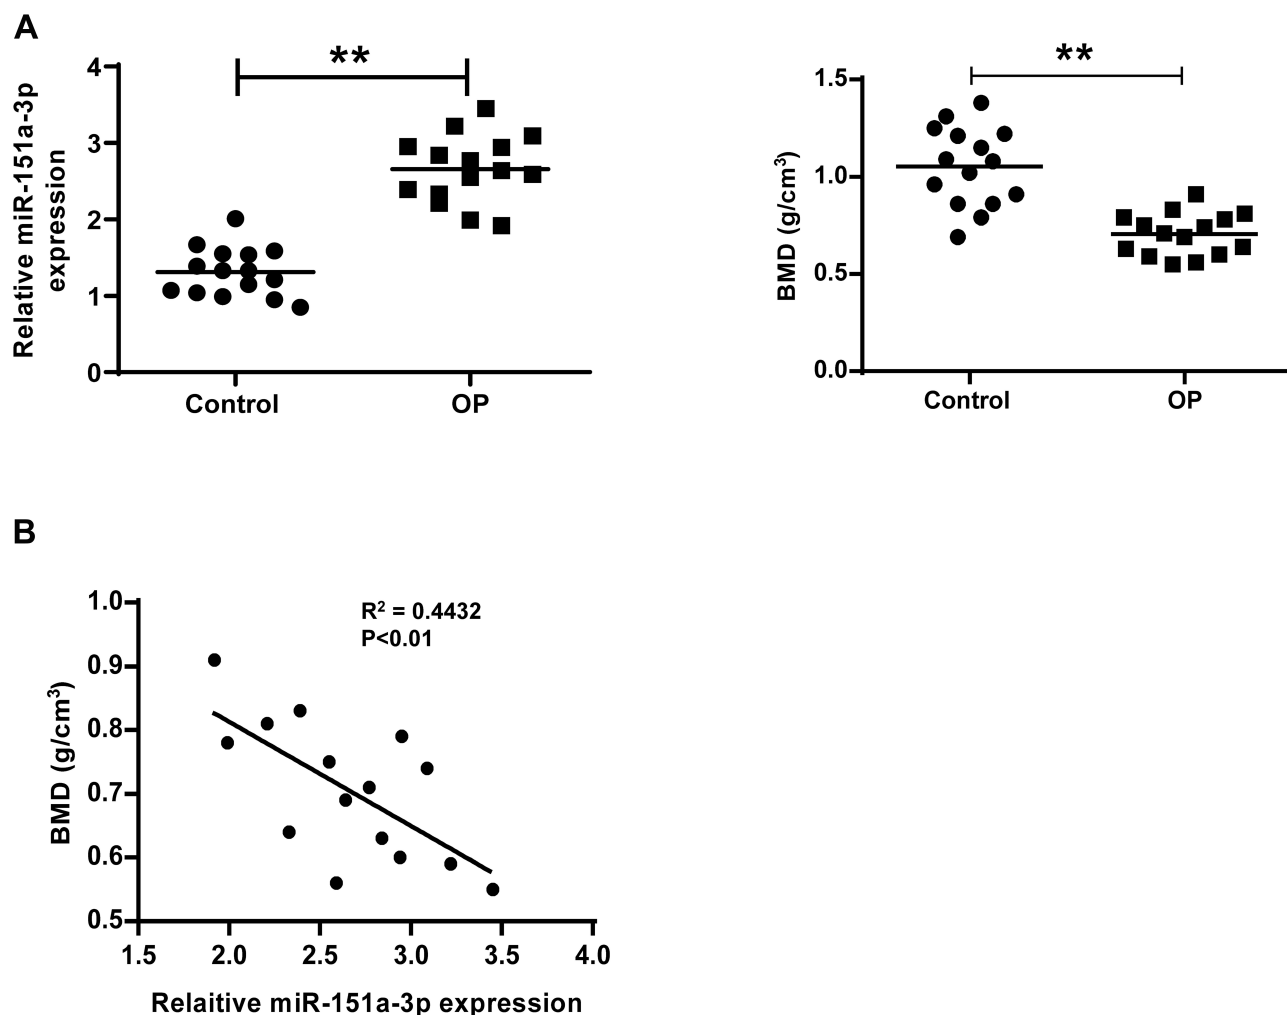 A
**
4
3
2
1
0
Relative miR-151a-3p
expression
Control
OP
**
1.5
1.0
0.5
0.0
BMD (g/cm³)
Control
OP
B
R² = 0.4432
P<0.01
1.0
0.9
0.8
0.7
0.6
0.5
BMD (g/cm³)
1.5 2.0 2.5 3.0 3.5 4.0
Relaitive miR-151a-3p expression